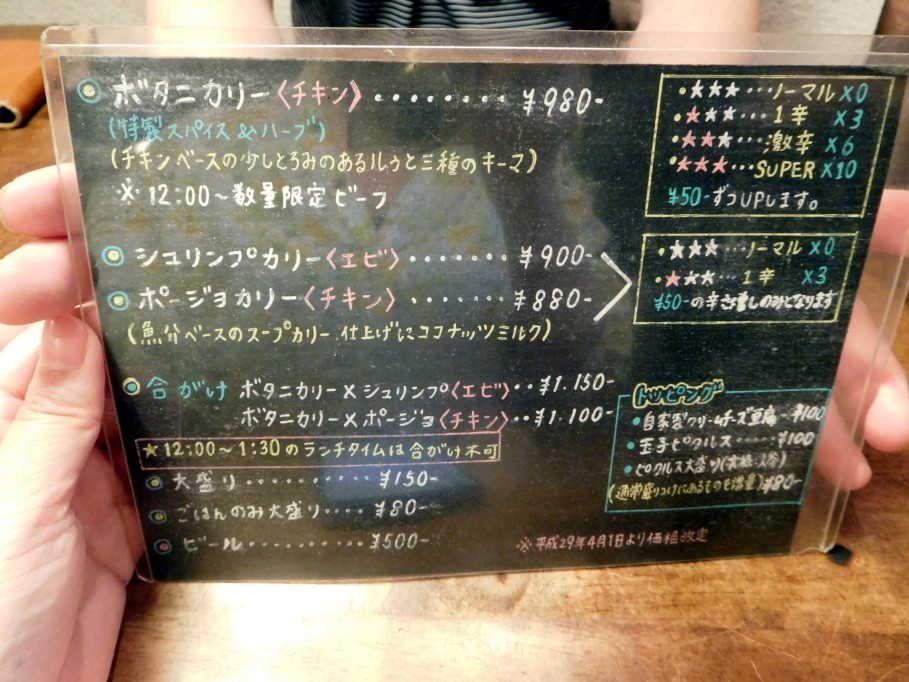 ボタニカリー〈チキン〉‥‥‥‥ ¥980-
(特製スパイス&ハーブ)
(チキンベースの少しとろみのあるルゥと三種のキーマ)
※12:00〜数量限定ビーフ
シュリンプカリー〈エビ〉‥‥‥ ¥900-
ポージョカリー〈チキン〉‥‥‥ ¥880-
(魚介ベースのスープカリー 仕上げにココナッツミルク)
合がけ ボタニカリー×シュリンプ〈エビ〉‥¥1.150-
ボタニカリー×ポージョ〈チキン〉‥¥1.100-
★12:00〜1:30のランチタイムは合がけ不可
大盛り‥‥‥‥‥‥ ¥150-
ごはんのみ大盛り‥‥ ¥80-
ビール‥‥‥‥‥‥ ¥500-
・★★★…ノーマル ×0
・★★★…1辛 ×3
・★★★…激辛 ×6
・★★★…SUPER ×10
¥50-ずつUPします。
・★★★…ノーマル ×0
・★★★…1辛 ×3
¥50-の辛さ増しのみとなります
トッピング
・自家製クリームチーズ豆腐…¥100
・玉子ピクルス‥‥‥¥100
・ピクルス大盛り
(通常盛りつけにあるものを増量)¥80-
※平成29年4月1日より価格改定